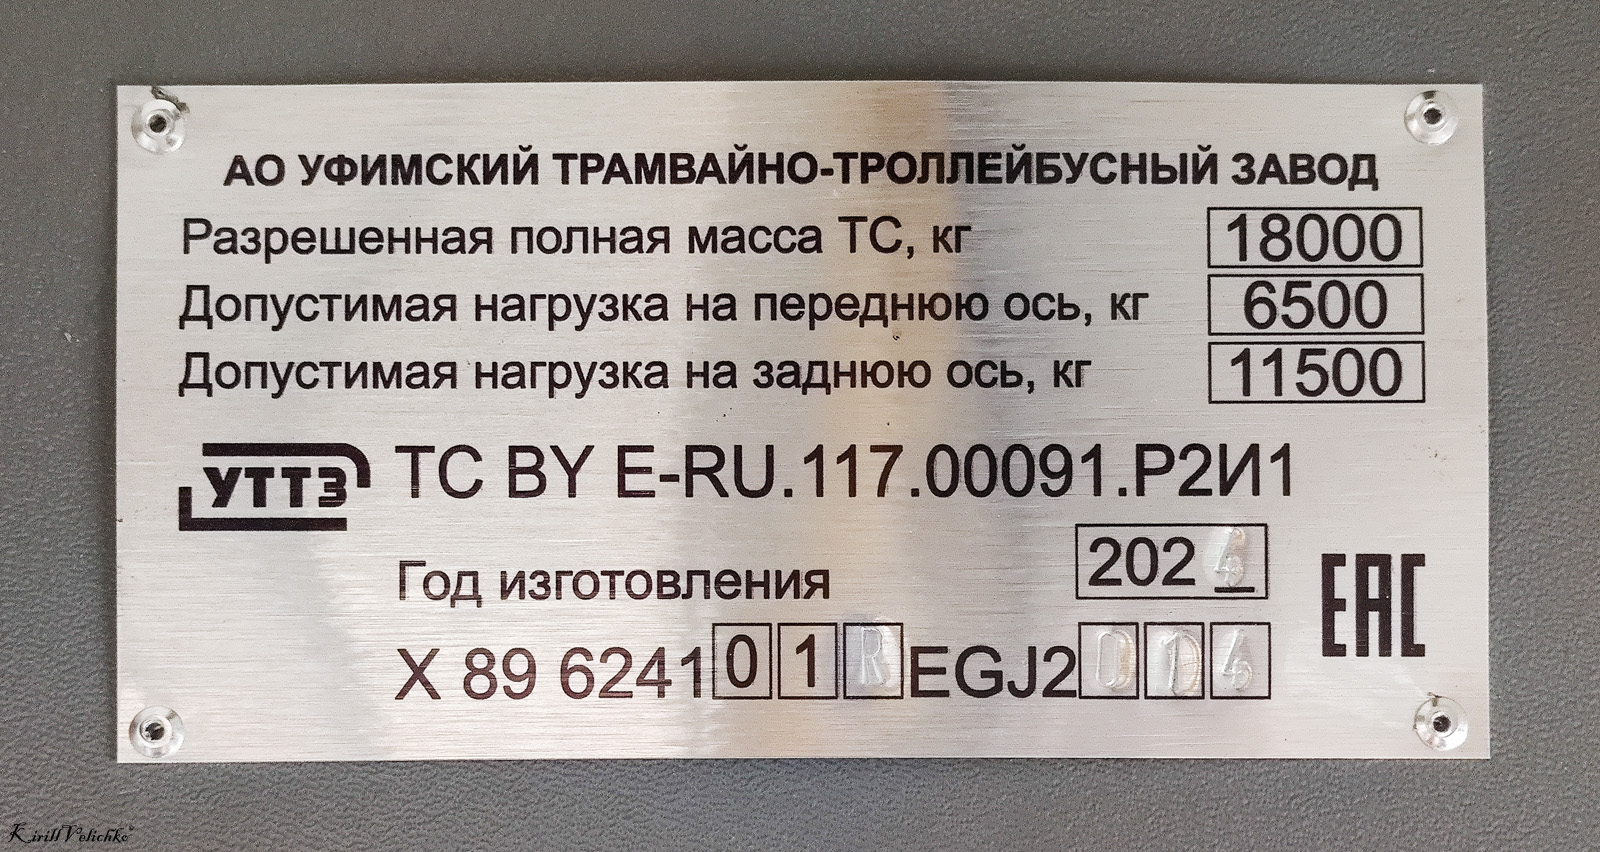 АО УФИМСКИЙ ТРАМВАЙНО-ТРОЛЛЕЙБУСНЫЙ ЗАВОД
Разрешенная полная масса ТС, кг 18000
Допустимая нагрузка на переднюю ось, кг 6500
Допустимая нагрузка на заднюю ось, кг 11500
УТТЗ ТС BY E-RU.117.00091.Р2И1
Год изготовления 2024
EAC
X 89 624101REGJ2014
Kirill Velichko